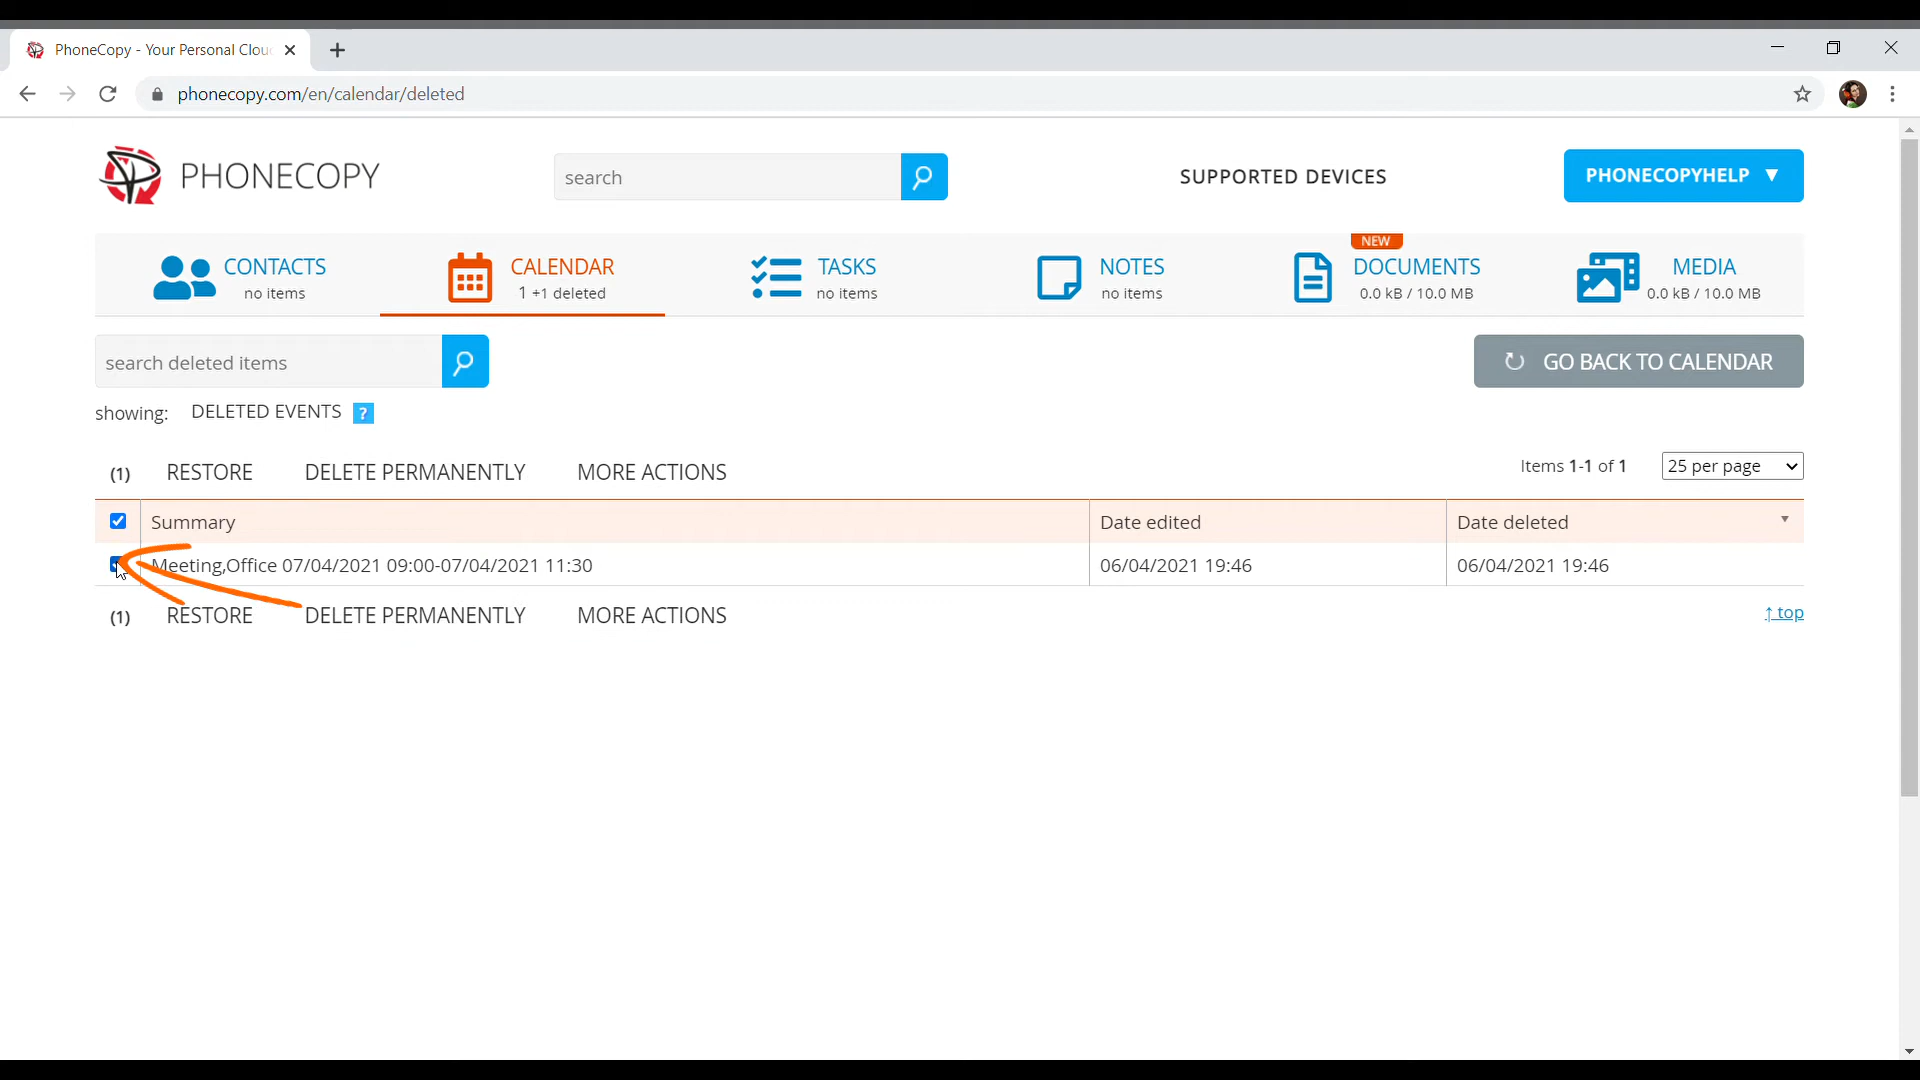 PhoneCopy - Your Personal Clou
phonecopy.com/en/calendar/deleted
PHONECOPY
search
SUPPORTED DEVICES
PHONECOPYHELP ▼
CONTACTS
no items
CALENDAR
1 +1 deleted
TASKS
no items
NOTES
no items
NEW
DOCUMENTS
0.0 kB / 10.0 MB
MEDIA
0.0 kB / 10.0 MB
search deleted items
GO BACK TO CALENDAR
showing: DELETED EVENTS ?
(1) RESTORE DELETE PERMANENTLY MORE ACTIONS
Items 1-1 of 1 25 per page
Summary Date edited Date deleted
Meeting,Office 07/04/2021 09:00-07/04/2021 11:30 06/04/2021 19:46 06/04/2021 19:46
(1) RESTORE DELETE PERMANENTLY MORE ACTIONS
↑ top